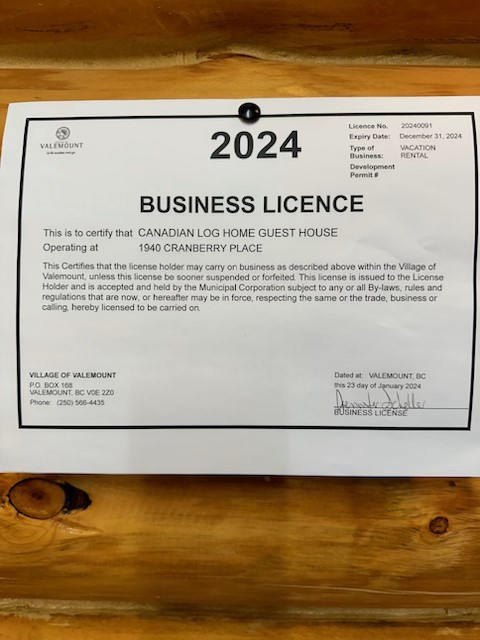 VALEMOUNT
2024
Licence No. 20240091
Expiry Date: December 31, 2024
Type of Business: VACATION RENTAL
Development Permit #
BUSINESS LICENCE
This is to certify that CANADIAN LOG HOME GUEST HOUSE
Operating at 1940 CRANBERRY PLACE
This Certifies that the license holder may carry on business as described above within the Village of
Valemount, unless this license be sooner suspended or forfeited. This license is issued to the License
Holder and is accepted and held by the Municipal Corporation subject to any or all By-laws, rules and
regulations that are now, or hereafter may be in force, respecting the same or the trade, business or
calling, hereby licensed to be carried on.
VILLAGE OF VALEMOUNT
P.O. BOX 168
VALEMOUNT, BC V0E 2Z0
Phone: (250) 566-4435
Dated at: VALEMOUNT, BC
this 23 day of January 2024
BUSINESS LICENSE